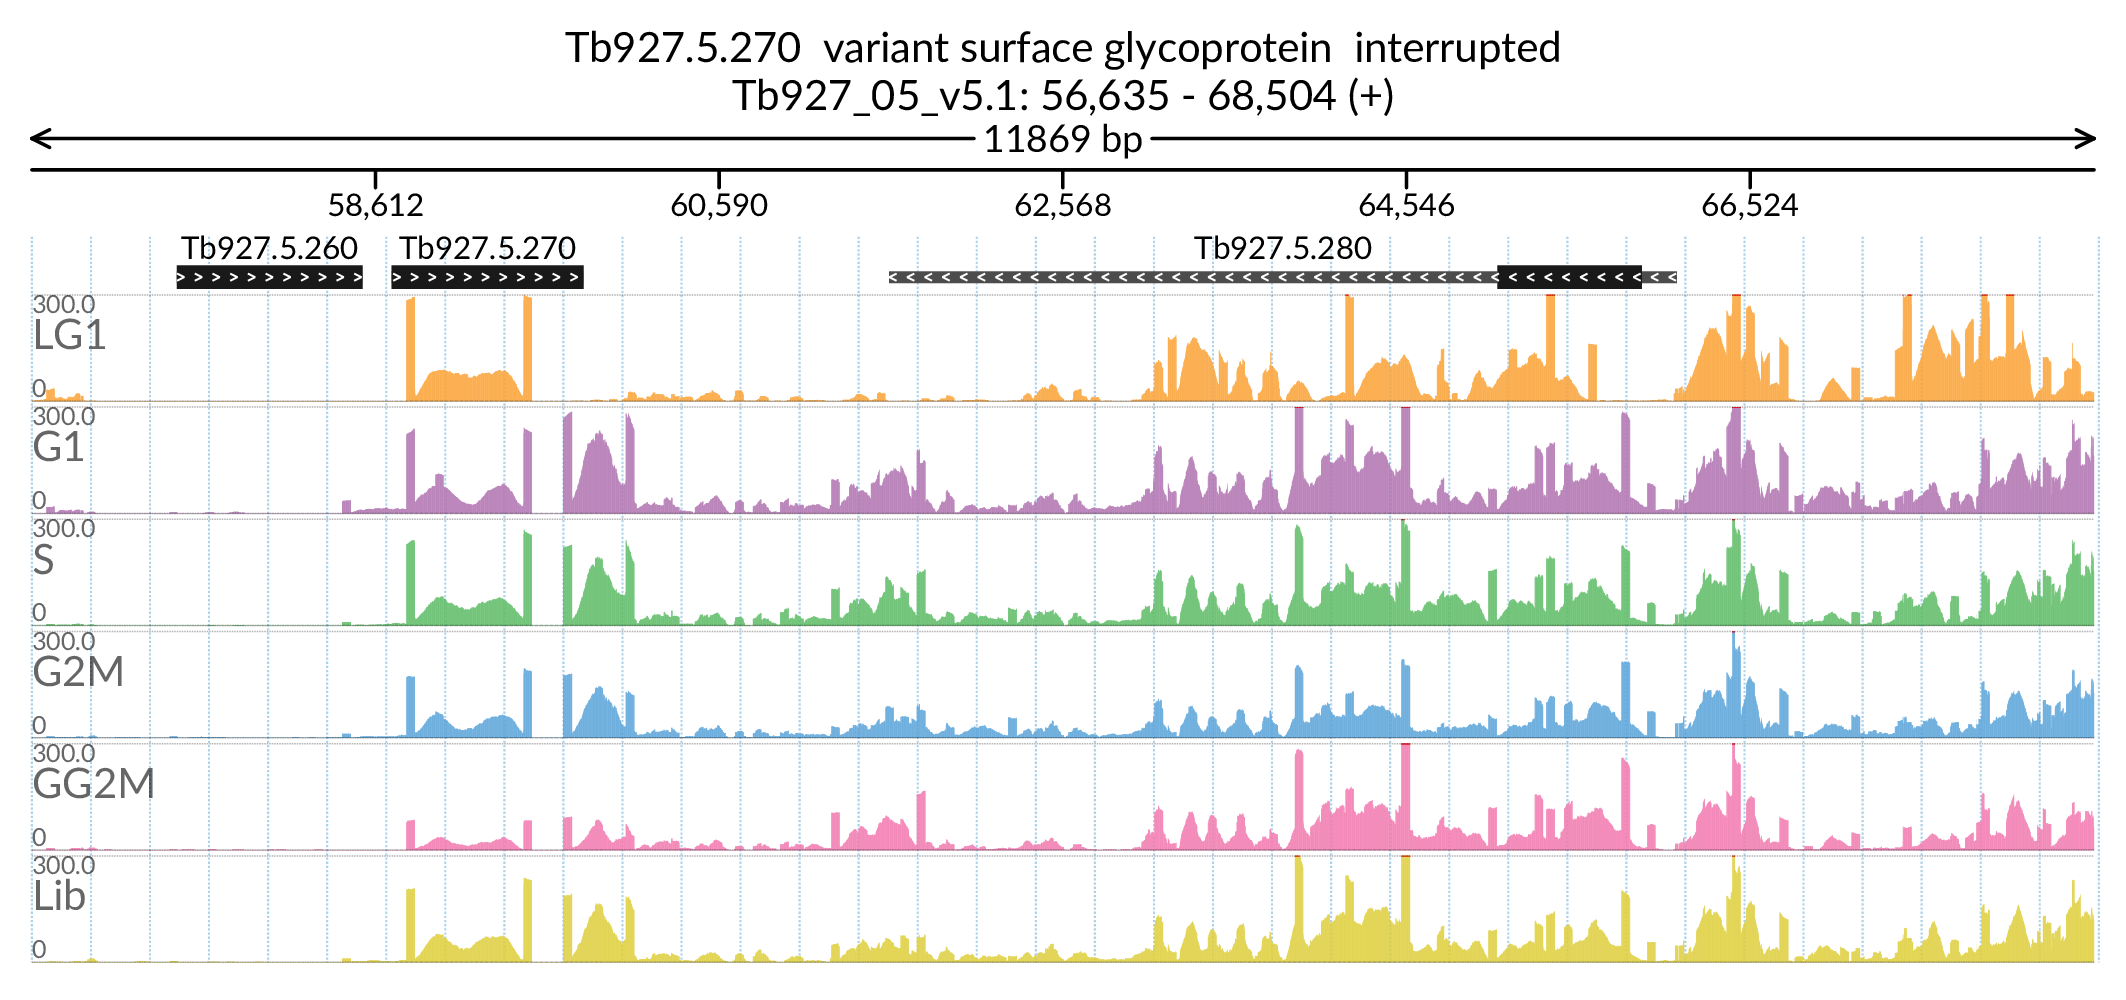 Tb927.5.270 variant surface glycoprotein interrupted
Tb927_05_v5.1: 56,635 - 68,504 (+)
11869 bp
58,612 60,590 62,568 64,546 66,524
Tb927.5.260 Tb927.5.270 Tb927.5.280
300.0
LG1
0
300.0
G1
0
300.0
S
0
300.0
G2M
0
300.0
GG2M
0
300.0
Lib
0